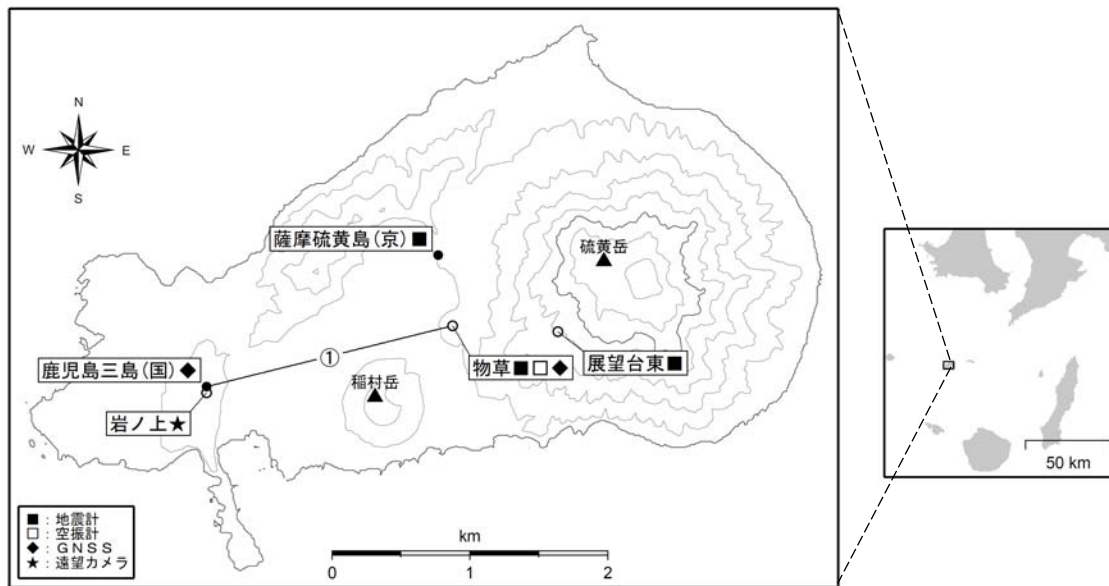 N
W E
S
薩摩硫黄島(京)■
硫黄岳
①
鹿児島三島(国)◆
物草■□◆
展望台東■
稲村岳
岩ノ上★
■：地震計
□：空振計
◆：GNSS
★：遠望カメラ
km
0 1 2
50 km